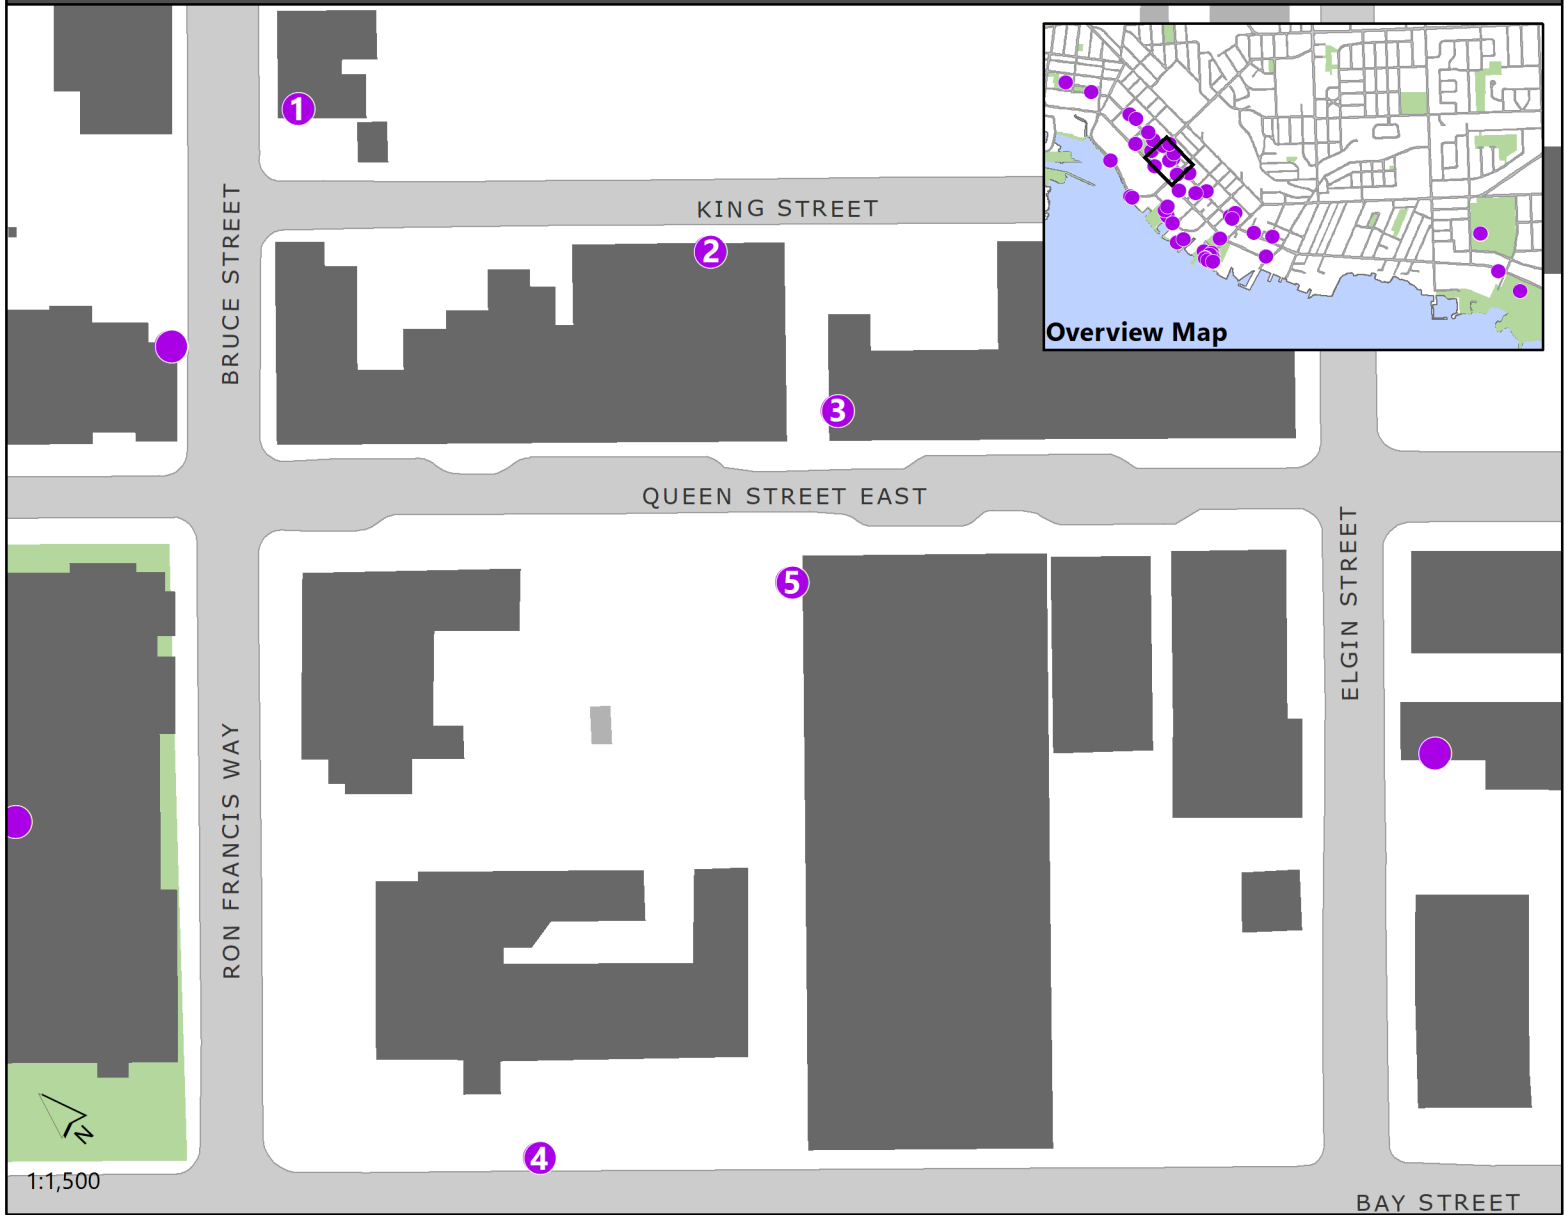 1
BRUCE STREET
KING STREET
2
Overview Map
3
QUEEN STREET EAST
5
ELGIN STREET
RON FRANCIS WAY
N
4
1:1,500
BAY STREET